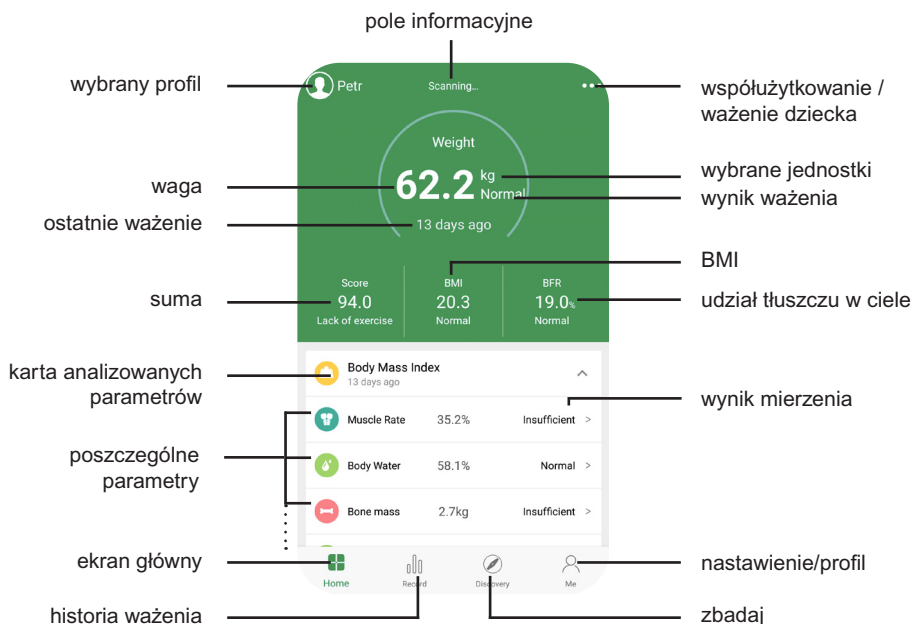 pole informacyjne
wybrany profil
Petr
Scanning...
współużytkowanie /
ważenie dziecka
Weight
waga
62.2
kg
Normal
wybrane jednostki
wynik ważenia
ostatnie ważenie
13 days ago
BMI
suma
Score
94.0
Lack of exercise
BMI
20.3
Normal
BFR
19.0%
Normal
udział tłuszczu w ciele
karta analizowanych
parametrów
Body Mass Index
13 days ago
wynik mierzenia
Muscle Rate 35.2% Insufficient >
poszczególne
parametry
Body Water 58.1% Normal >
Bone mass 2.7kg Insufficient >
ekran główny
nastawienie/profil
Home Record Discovery Me
historia ważenia
zbadaj